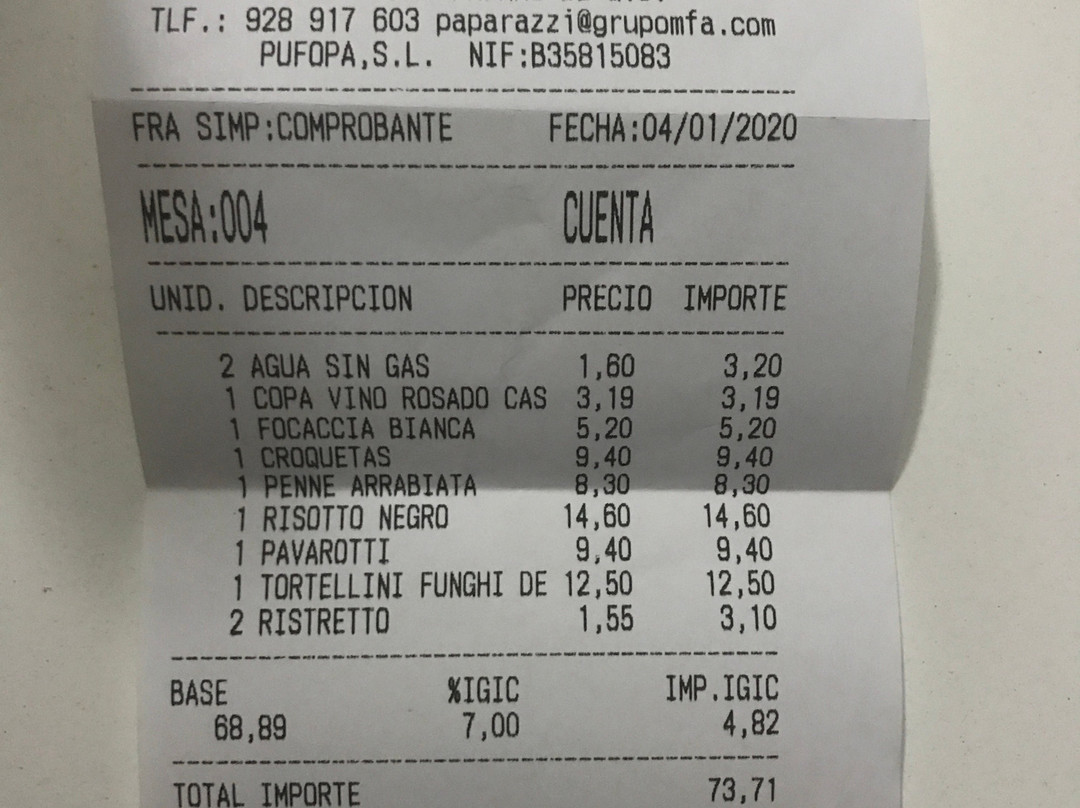 TLF.: 928 917 603 paparazzi@grupomfa.com
PUFOPA,S.L. NIF:B35815083
FRA SIMP:COMPROBANTE FECHA:04/01/2020
MESA:004 CUENTA
UNID. DESCRIPCION PRECIO IMPORTE
2 AGUA SIN GAS 1,60 3,20
1 COPA VINO ROSADO CAS 3,19 3,19
1 FOCACCIA BIANCA 5,20 5,20
1 CROQUETAS 9,40 9,40
1 PENNE ARRABIATA 8,30 8,30
1 RISOTTO NEGRO 14,60 14,60
1 PAVAROTTI 9,40 9,40
1 TORTELLINI FUNGHI DE 12,50 12,50
2 RISTRETTO 1,55 3,10
BASE %IGIC IMP.IGIC
68,89 7,00 4,82
TOTAL IMPORTE 73,71